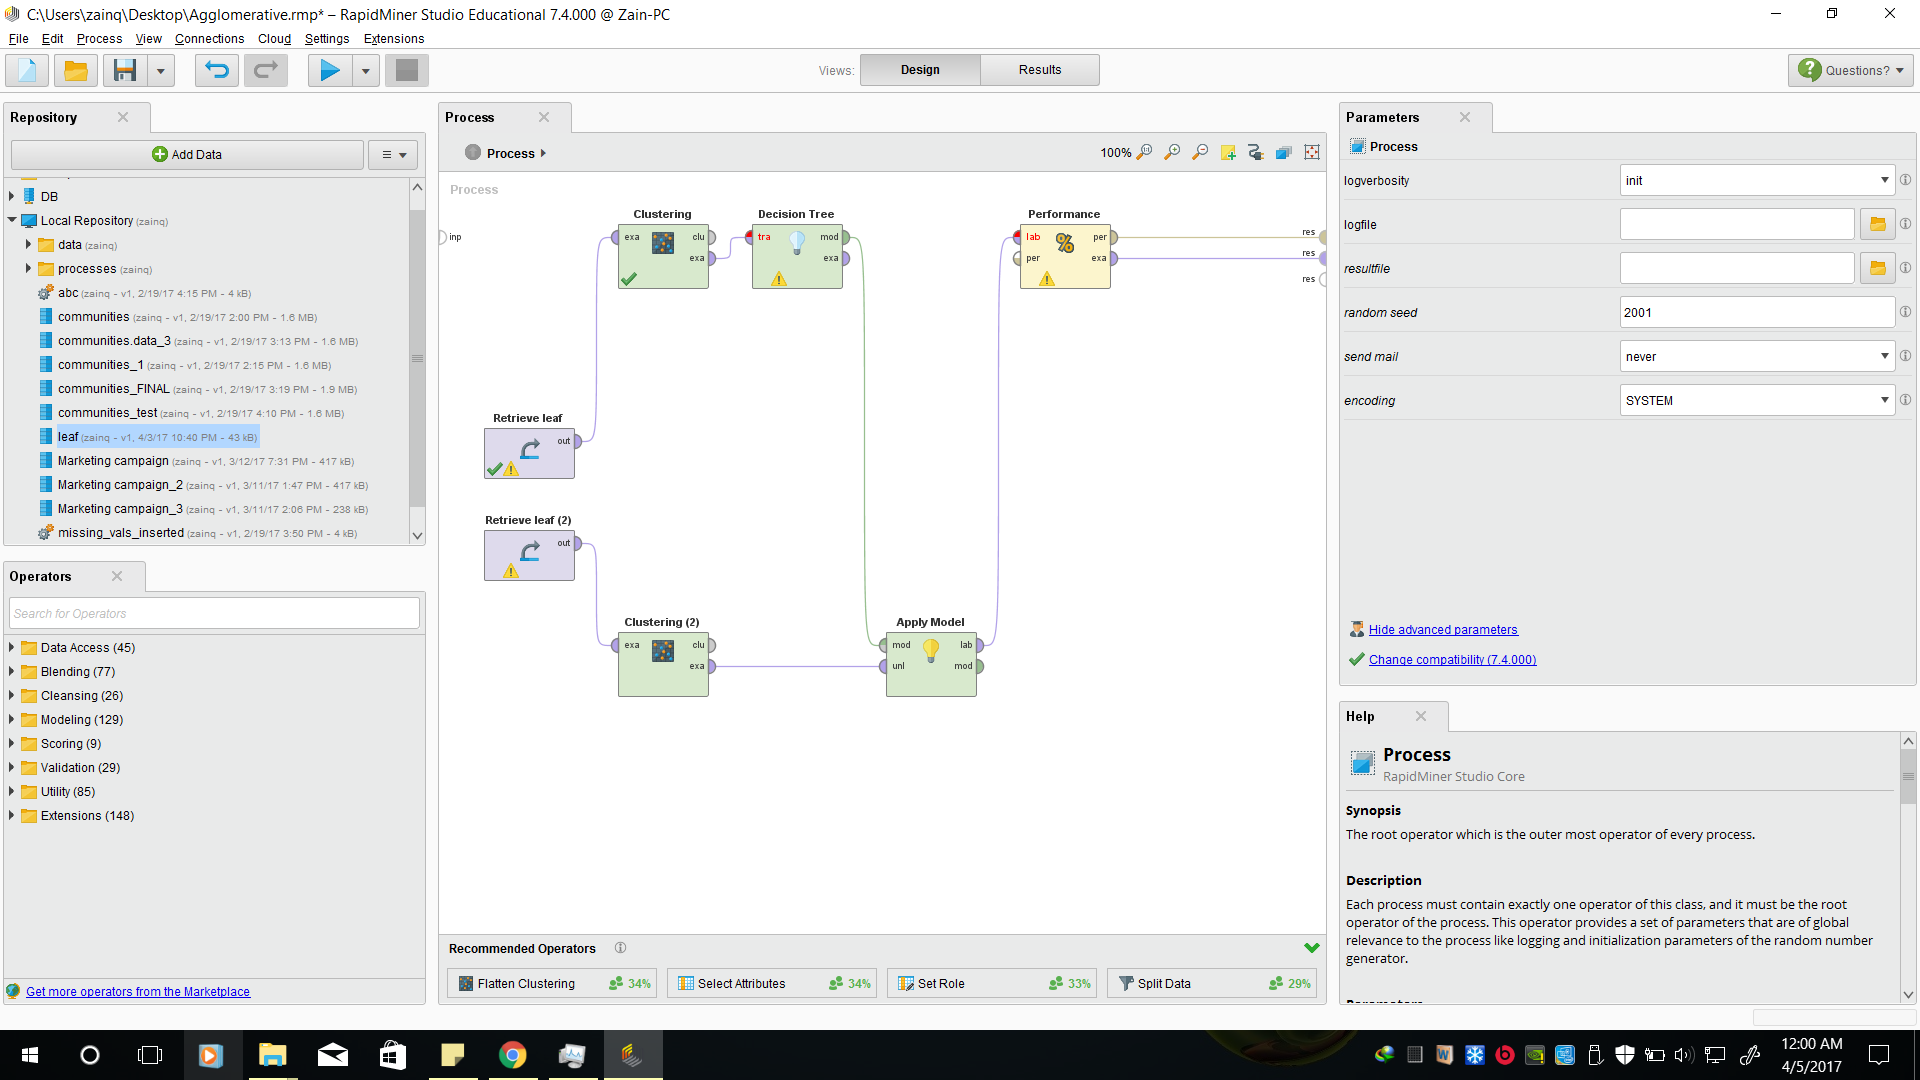 C:\Users\zainq\Desktop\Agglomerative.rmp* – RapidMiner Studio Educational 7.4.000 @ Zain-PC
File Edit Process View Connections Cloud Settings Extensions
Views: Design Results
Questions?
Repository
Add Data
DB
Local Repository (zainq)
data (zainq)
processes (zainq)
abc (zainq - v1, 2/19/17 4:15 PM - 4 kB)
communities (zainq - v1, 2/19/17 2:00 PM - 1.6 MB)
communities.data_3 (zainq - v1, 2/19/17 3:13 PM - 1.6 MB)
communities_1 (zainq - v1, 2/19/17 2:15 PM - 1.6 MB)
communities_FINAL (zainq - v1, 2/19/17 3:19 PM - 1.9 MB)
communities_test (zainq - v1, 2/19/17 4:10 PM - 1.6 MB)
leaf (zainq - v1, 4/3/17 10:40 PM - 43 kB)
Marketing campaign (zainq - v1, 3/12/17 7:31 PM - 417 kB)
Marketing campaign_2 (zainq - v1, 3/11/17 1:47 PM - 417 kB)
Marketing campaign_3 (zainq - v1, 3/11/17 2:06 PM - 238 kB)
missing_vals_inserted (zainq - v1, 2/19/17 3:50 PM - 4 kB)
Operators
Search for Operators
Data Access (45)
Blending (77)
Cleansing (26)
Modeling (129)
Scoring (9)
Validation (29)
Utility (85)
Extensions (148)
Get more operators from the Marketplace
Process
Process
100%
Process
inp
Clustering
exa clu
exa
Decision Tree
tra mod
exa
Performance
lab per
per exa
res
res
res
Retrieve leaf
out
Retrieve leaf (2)
out
Clustering (2)
exa clu
exa
Apply Model
mod lab
unl mod
Recommended Operators
Flatten Clustering 34%
Select Attributes 34%
Set Role 33%
Split Data 29%
Parameters
Process
logverbosity init
logfile
resultfile
random seed 2001
send mail never
encoding SYSTEM
Hide advanced parameters
Change compatibility (7.4.000)
Help
Process
RapidMiner Studio Core
Synopsis
The root operator which is the outer most operator of every process.
Description
Each process must contain exactly one operator of this class, and it must be the root
operator of the process. This operator provides a set of parameters that are of global
relevance to the process like logging and initialization parameters of the random number
generator.
12:00 AM
4/5/2017